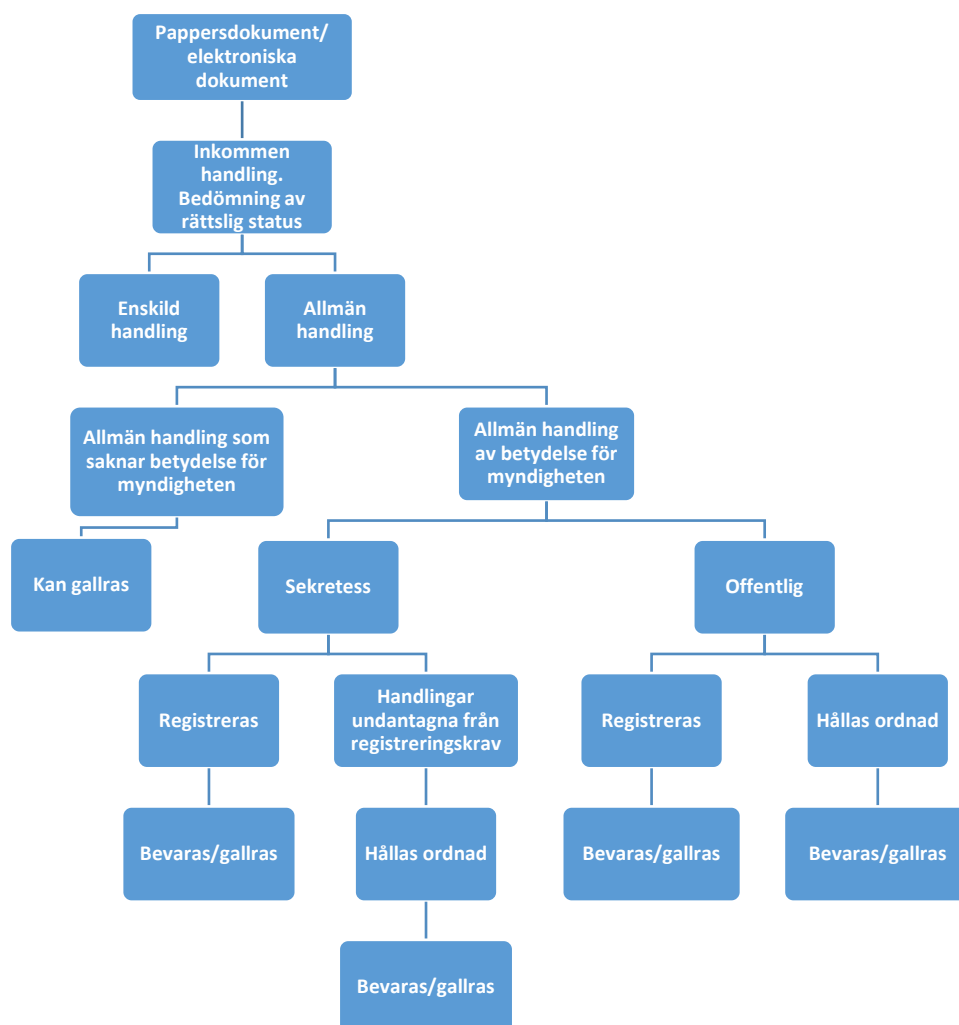 Pappersdokument/
elektroniska
dokument
Inkommen
handling.
Bedömning av
rättslig status
Enskild
handling
Allmän
handling
Allmän handling som
saknar betydelse för
myndigheten
Allmän handling
av betydelse för
myndigheten
Kan gallras
Sekretess
Offentlig
Registreras
Handlingar
undantagna från
registreringskrav
Registreras
Hållas ordnad
Bevaras/gallras
Hållas ordnad
Bevaras/gallras
Bevaras/gallras
Bevaras/gallras